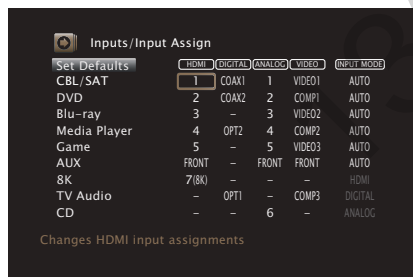 Inputs/Input Assign
Set Defaults HDMI DIGITAL ANALOG VIDEO INPUT MODE
CBL/SAT 1 COAX1 1 VIDEO1 AUTO
DVD 2 COAX2 2 COMP1 AUTO
Blu-ray 3 – 3 VIDEO2 AUTO
Media Player 4 OPT2 4 COMP2 AUTO
Game 5 – 5 VIDEO3 AUTO
AUX FRONT – FRONT FRONT AUTO
8K 7(8K) – – – HDMI
TV Audio – OPT1 – COMP3 DIGITAL
CD – – 6 – ANALOG
Changes HDMI input assignments